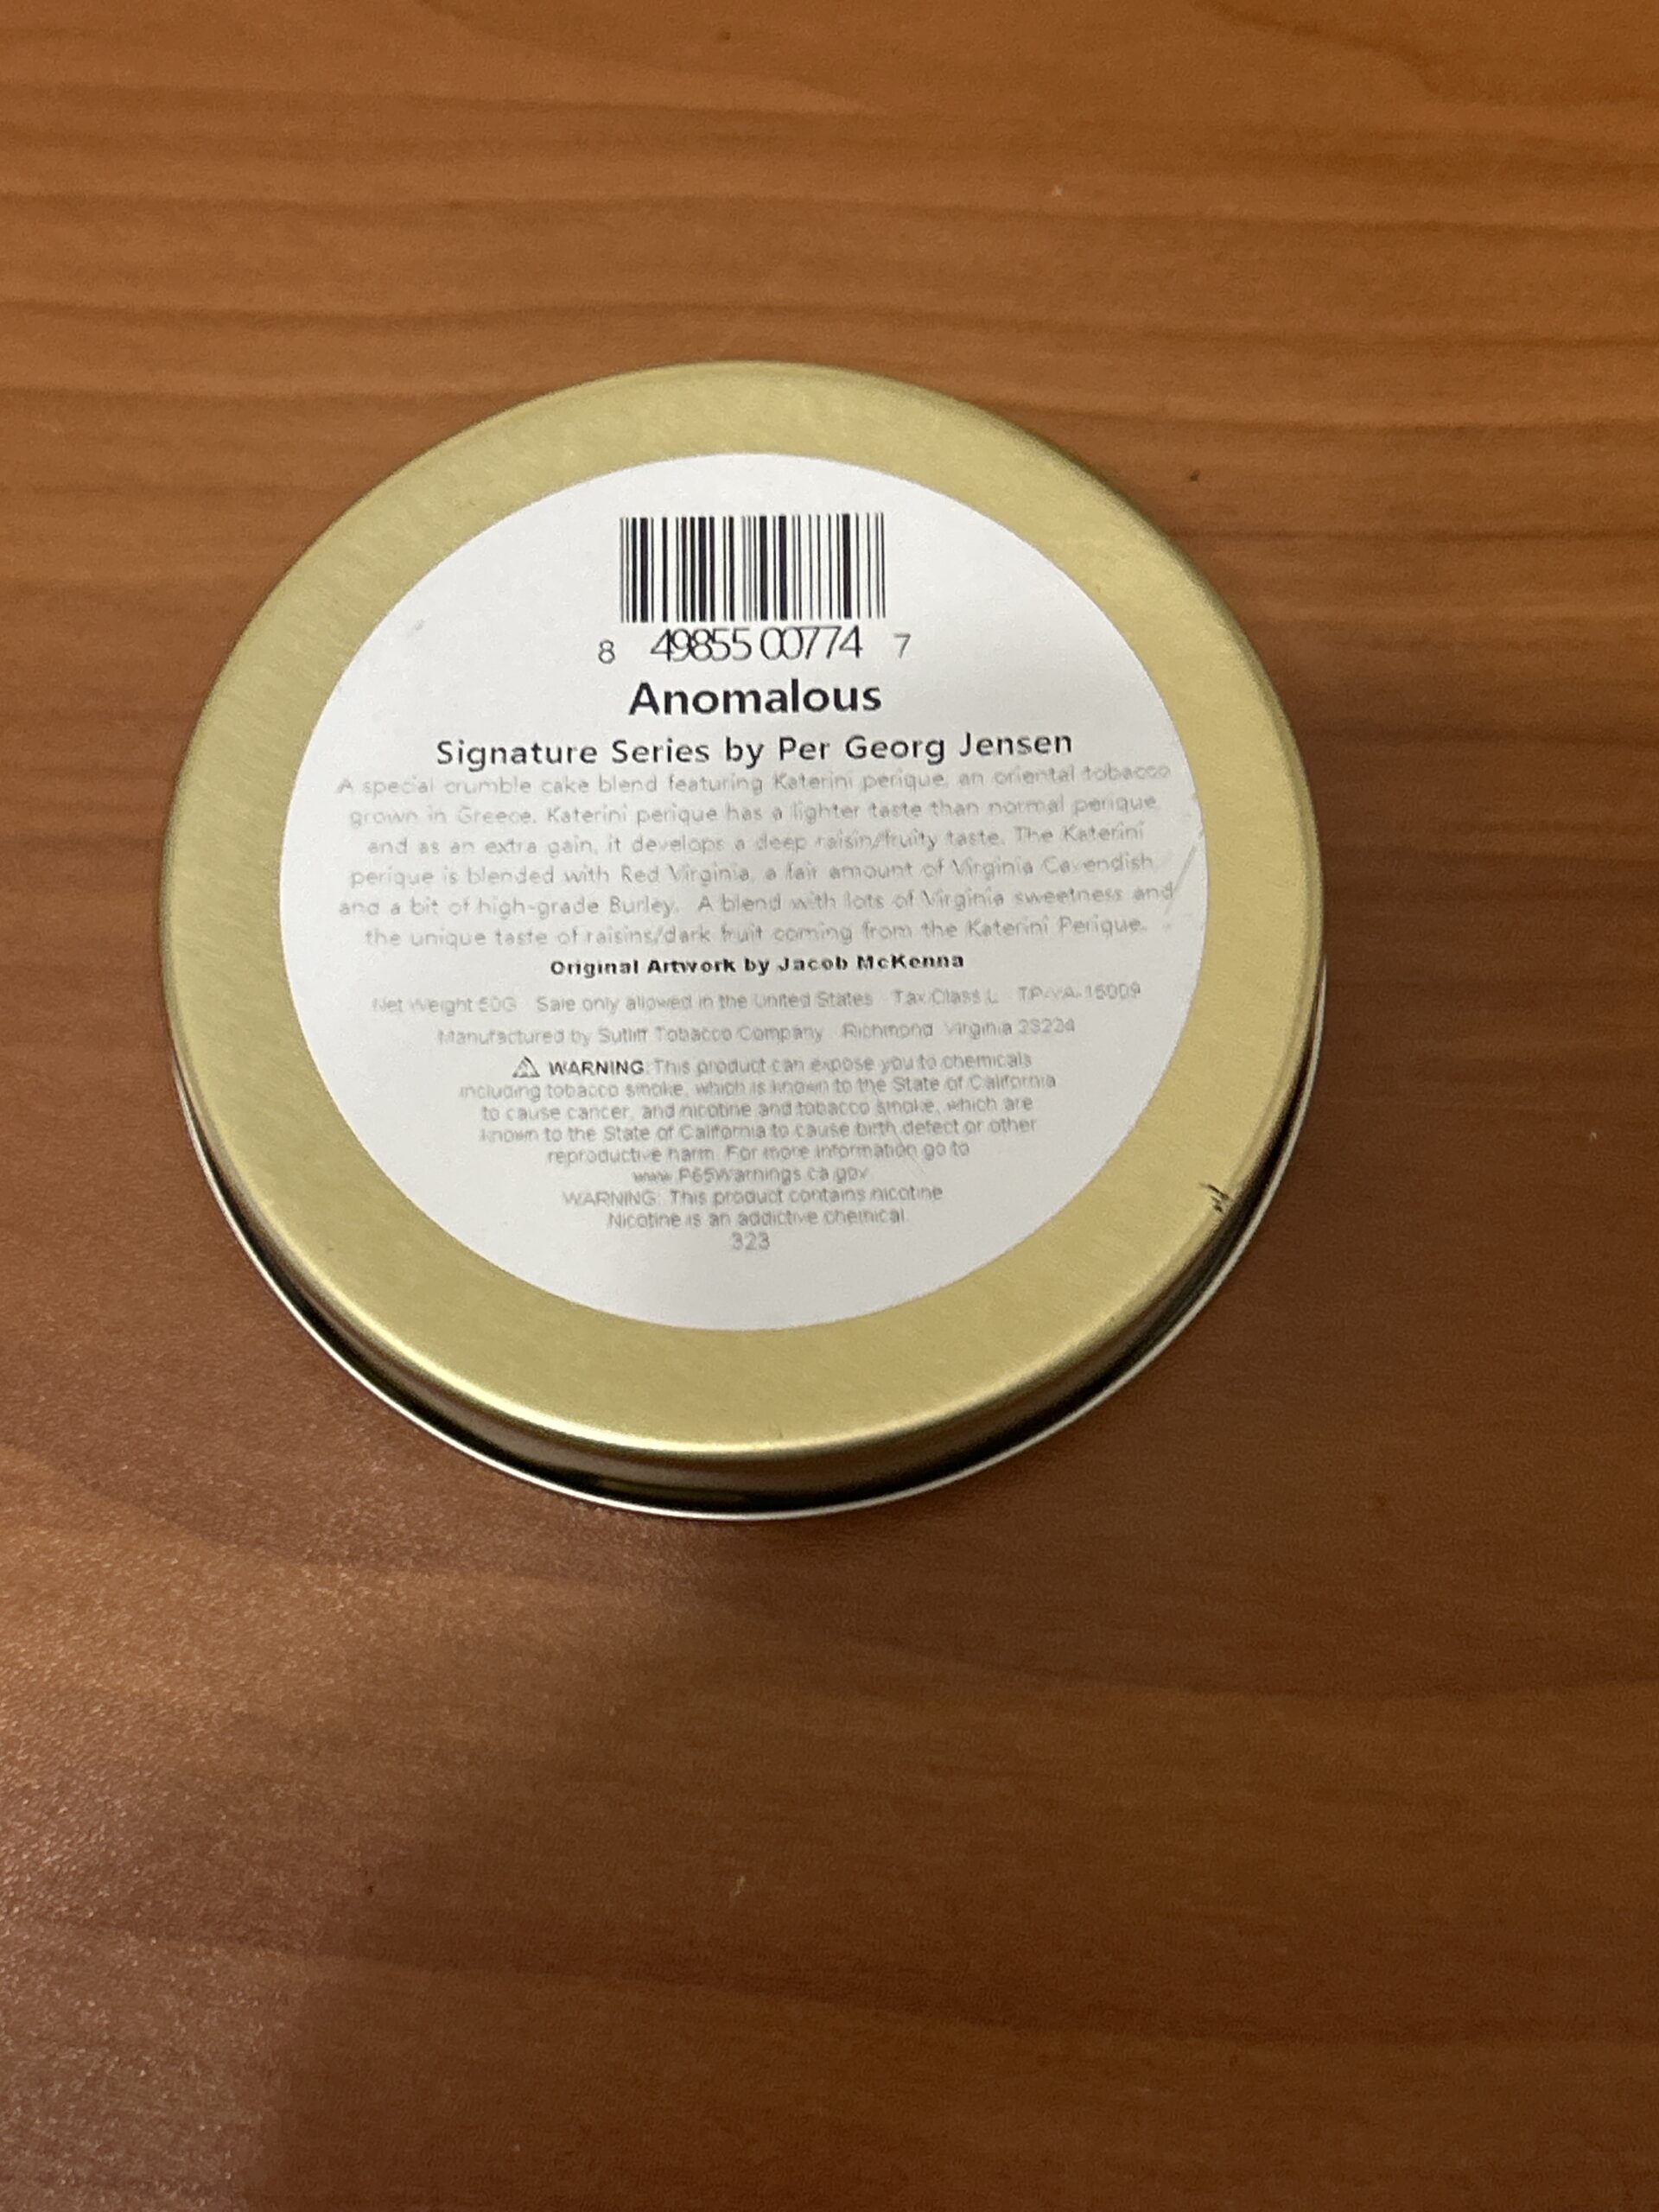 8 49855 00774 7
Anomalous
Signature Series by Per Georg Jensen
A special crumble cake blend featuring Katerini perique, an oriental tobacco
grown in Greece. Katerini perique has a lighter taste than normal perique
and as an extra gain, it develops a deep raisin/fruity taste. The Katerini
perique is blended with Red Virginia, a fair amount of Virginia Cavendish
and a bit of high-grade Burley. A blend with lots of Virginia sweetness and
the unique taste of raisins/dark fruit coming from the Katerini Perique.
Original Artwork by Jacob McKenna
Net Weight 50G Sale only allowed in the United States Tax Class L TP-VA-15009
Manufactured by Sutliff Tobacco Company Richmond Virginia 23224
WARNING: This product can expose you to chemicals
including tobacco smoke, which is known to the State of California
to cause cancer, and nicotine and tobacco smoke, which are
known to the State of California to cause birth defect or other
reproductive harm. For more information go to
www.P65Warnings.ca.gov.
WARNING: This product contains nicotine
Nicotine is an addictive chemical
323